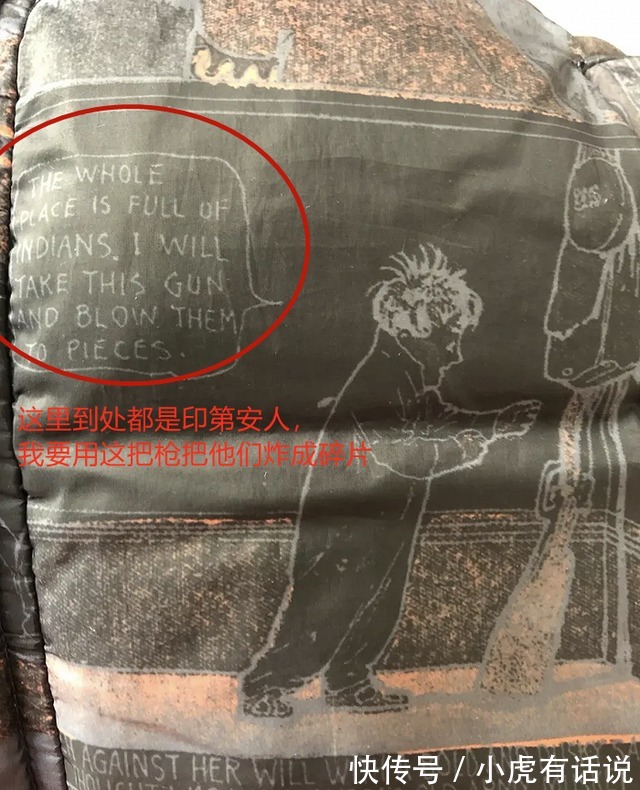 THE WHOLE
PLACE IS FULL OF
INDIANS. I WILL
TAKE THIS GUN
AND BLOW THEM
TO PIECES.
这里到处都是印第安人，
我要用这把枪把他们炸成碎片
AGAINST HER WILL
快传号 / 小虎有话说